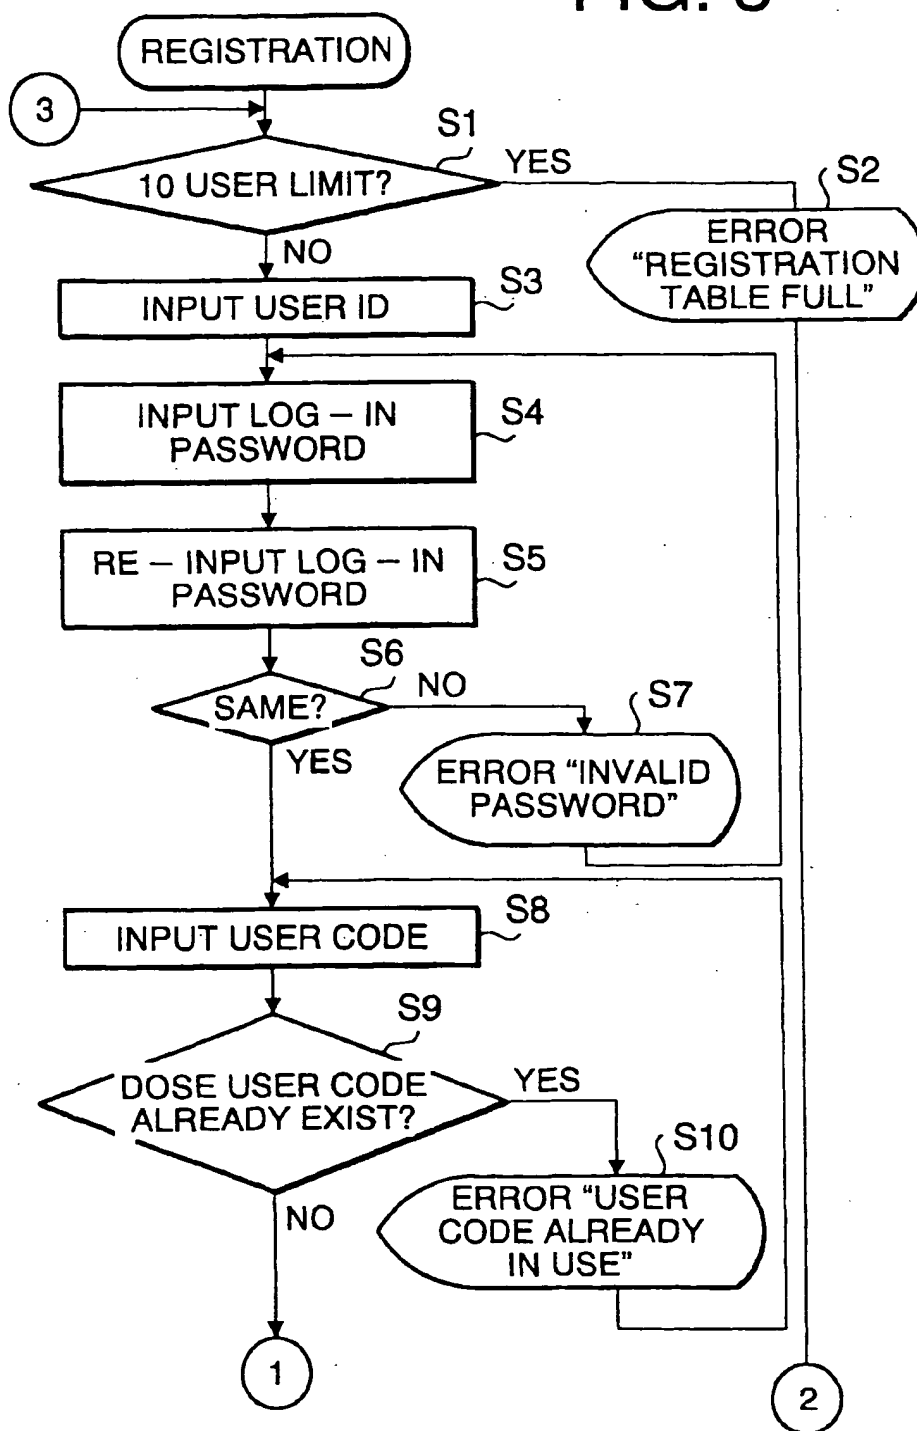 REGISTRATION
3
S1
10 USER LIMIT?
YES
S2
ERROR
“REGISTRATION
TABLE FULL”
NO
S3
INPUT USER ID
INPUT LOG – IN
PASSWORD
S4
RE – INPUT LOG – IN
PASSWORD
S5
S6
SAME?
NO
S7
ERROR “INVALID
PASSWORD”
YES
S8
INPUT USER CODE
S9
DOSE USER CODE
ALREADY EXIST?
YES
S10
ERROR “USER
CODE ALREADY
IN USE”
NO
1
2